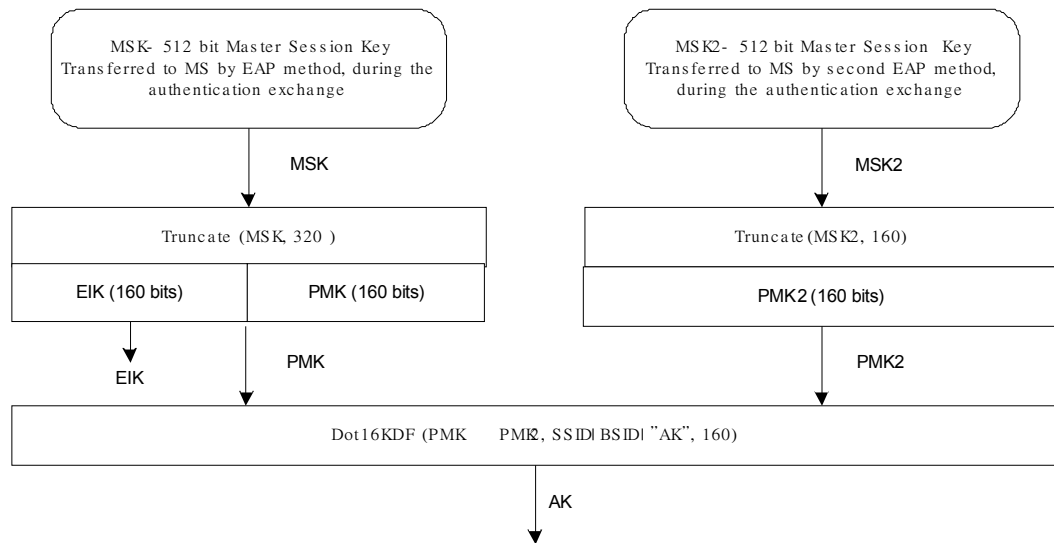 MSK- 512 bit Master Session Key
Transferred to MS by EAP method, during the
authentication exchange
MSK2- 512 bit Master Session Key
Transferred to MS by second EAP method,
during the authentication exchange
MSK
MSK2
Truncate (MSK, 320 )
Truncate(MSK2, 160)
EIK (160 bits)
PMK (160 bits)
PMK2 (160 bits)
EIK
PMK
PMK2
Dot16KDF (PMK PMK2, SSID|BSID|”AK”, 160)
AK